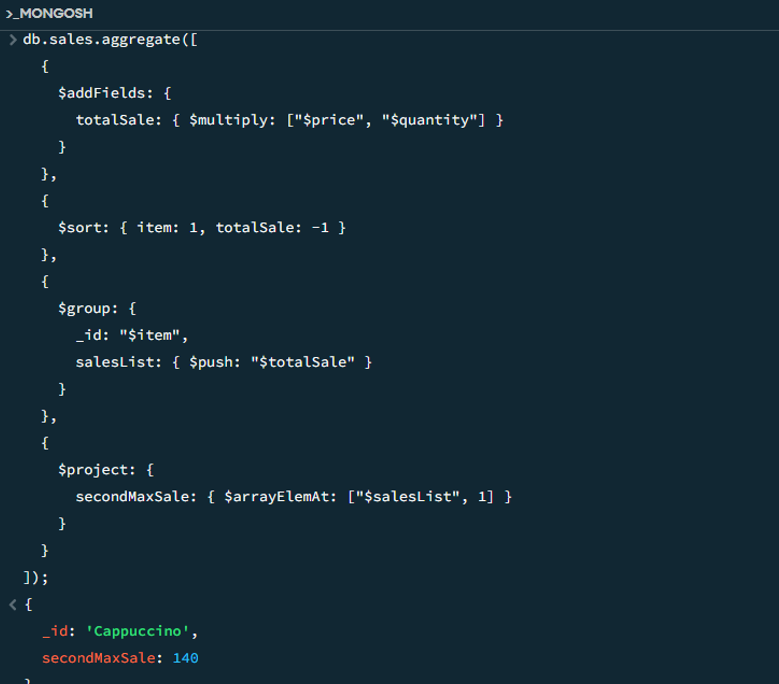 >_MONGOSH
> db.sales.aggregate([
{
$addFields: {
totalSale: { $multiply: ["$price", "$quantity"] }
}
},
{
$sort: { item: 1, totalSale: -1 }
},
{
$group: {
_id: "$item",
salesList: { $push: "$totalSale" }
}
},
{
$project: {
secondMaxSale: { $arrayElemAt: ["$salesList", 1] }
}
}
]);
< {
_id: 'Cappuccino',
secondMaxSale: 140
}